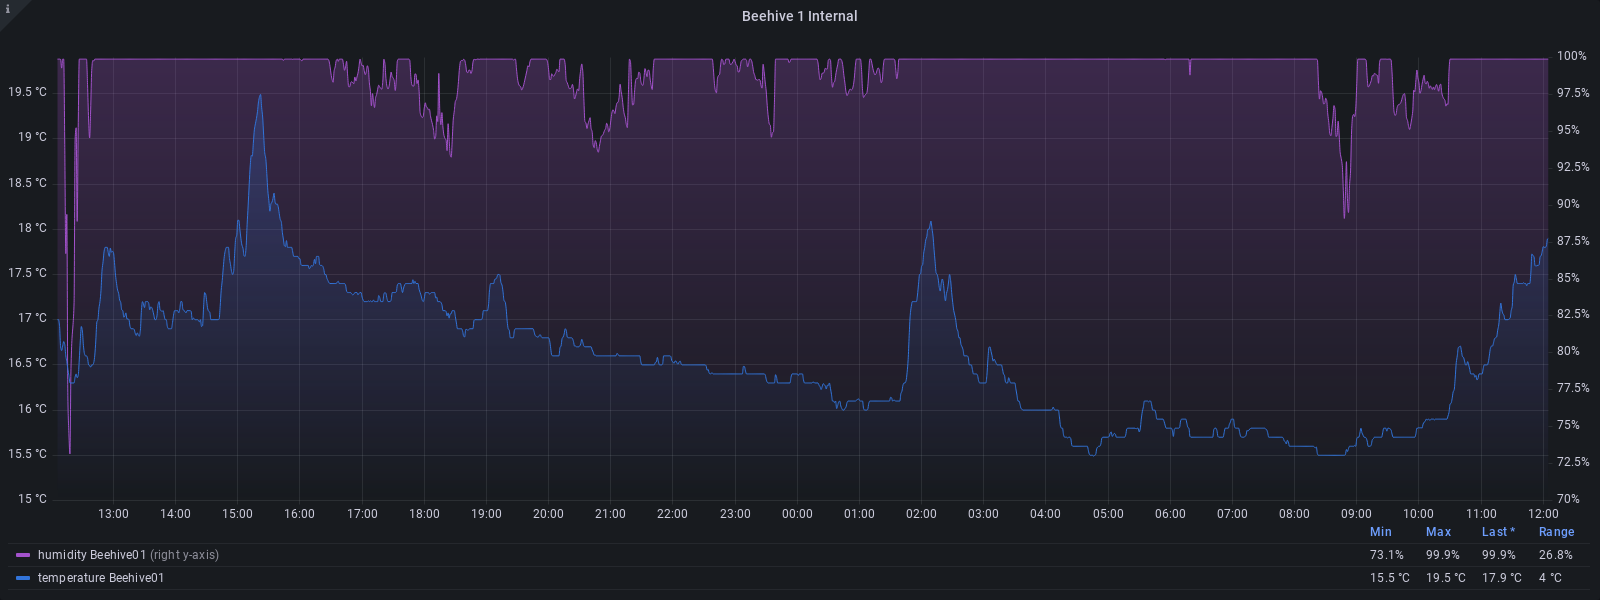 i
Beehive 1 Internal
100%
19.5 °C
97.5%
19 °C
95%
18.5 °C
92.5%
18 °C
90%
17.5 °C
87.5%
17 °C
85%
16.5 °C
82.5%
16 °C
80%
15.5 °C
77.5%
15 °C
75%
72.5%
70%
13:00 14:00 15:00 16:00 17:00 18:00 19:00 20:00 21:00 22:00 23:00 00:00 01:00 02:00 03:00 04:00 05:00 06:00 07:00 08:00 09:00 10:00 11:00 12:00
Min Max Last * Range
humidity Beehive01 (right y-axis) 73.1% 99.9% 99.9% 26.8%
temperature Beehive01 15.5 °C 19.5 °C 17.9 °C 4 °C